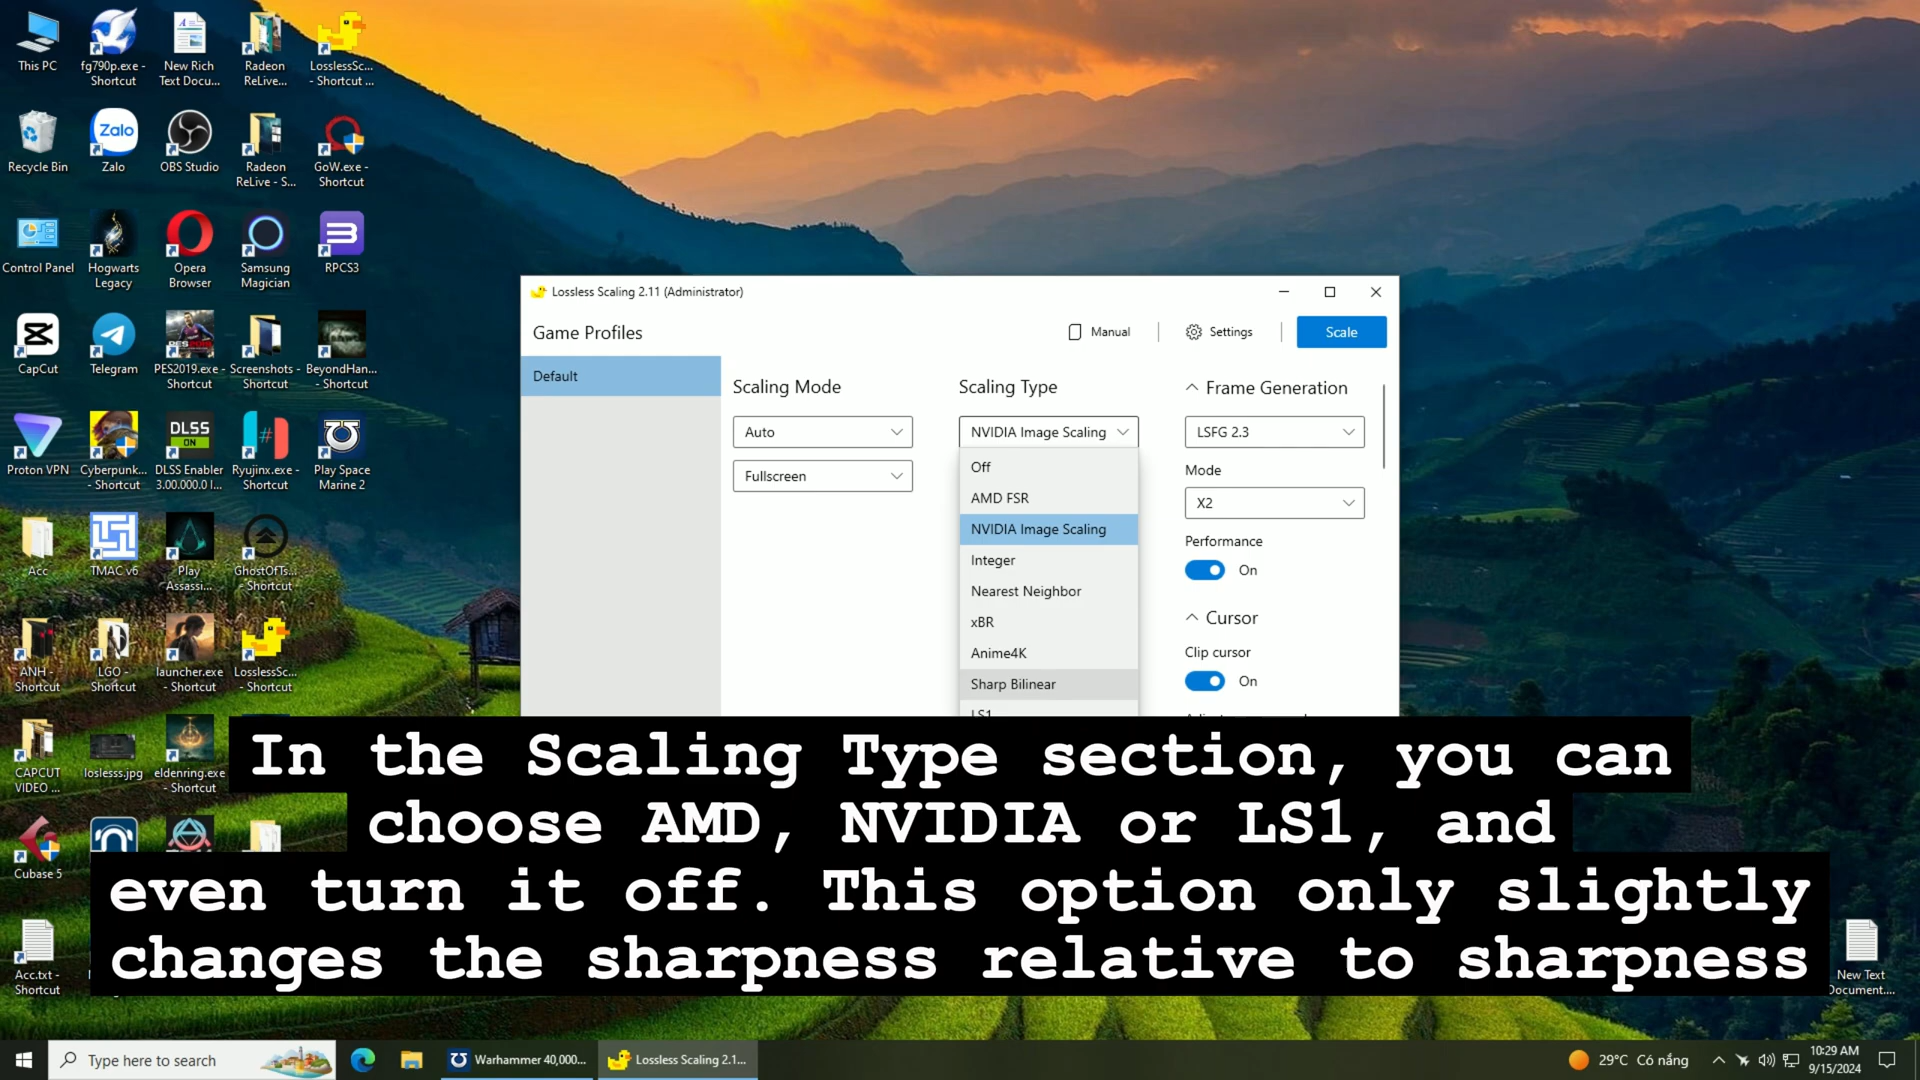 This PC
fg790p.exe -
Shortcut
New Rich
Text Docu...
Radeon
ReLive...
LosslessSc...
- Shortcut ...
Recycle Bin
Zalo
Zalo
OBS Studio
Radeon
ReLive - S...
GoW.exe -
Shortcut
Control Panel
Hogwarts
Legacy
Opera
Browser
Samsung
Magician
RPCS3
CapCut
Telegram
PES2019.exe -
Shortcut
Screenshots -
Shortcut
BeyondHan...
- Shortcut
Proton VPN
Cyberpunk...
- Shortcut
DLSS
ON
DLSS Enabler
3.00.000.0 I...
Ryujinx.exe -
Shortcut
Play Space
Marine 2
Acc
TMAC v6
Play
Assassi...
GhostOfTs...
- Shortcut
ANH -
Shortcut
LGO -
Shortcut
launcher.exe
- Shortcut
LosslessSc...
- Shortcut
CAPCUT
VIDEO ...
loslesss.jpg
eldenring.exe
- Shortcut
Cubase 5
Acc.txt -
Shortcut
Lossless Scaling 2.11 (Administrator)
Game Profiles
Manual
Settings
Scale
Default
Scaling Mode
Auto
Fullscreen
Scaling Type
NVIDIA Image Scaling
Off
AMD FSR
NVIDIA Image Scaling
Integer
Nearest Neighbor
xBR
Anime4K
Sharp Bilinear
LS1
Frame Generation
LSFG 2.3
Mode
X2
Performance
On
Cursor
Clip cursor
On
In the Scaling Type section, you can
choose AMD, NVIDIA or LS1, and
even turn it off. This option only slightly
changes the sharpness relative to sharpness
New Text
Document....
Type here to search
Warhammer 40,000...
Lossless Scaling 2.1...
29°C Có nắng
10:29 AM
9/15/2024